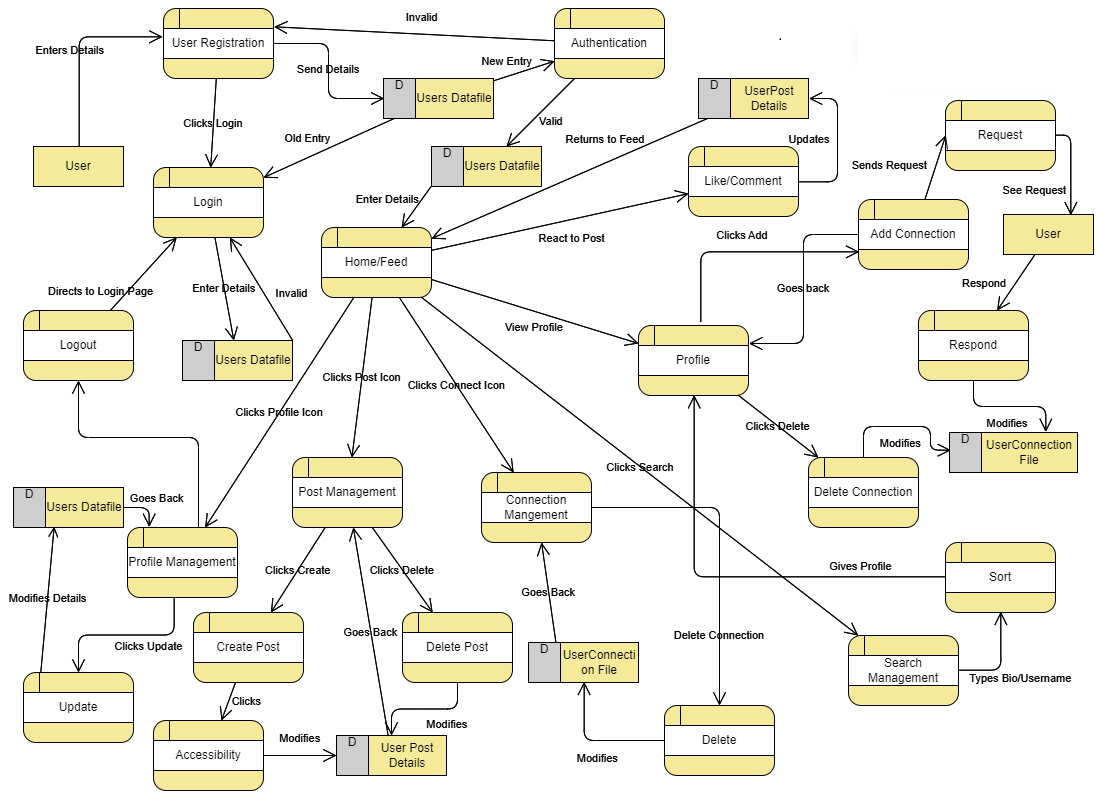 Invalid
User Registration
Authentication
Enters Details
Send Details
New Entry
D
Users Datafile
D
UserPost
Details
Clicks Login
Old Entry
Valid
Returns to Feed
Updates
Request
Sends Request
User
D
Users Datafile
Like/Comment
See Request
Login
Enter Details
React to Post
Clicks Add
Add Connection
User
Home/Feed
Directs to Login Page
Enter Details
Invalid
Goes back
Respond
View Profile
Logout
D
Users Datafile
Profile
Respond
Clicks Post Icon
Clicks Connect Icon
Clicks Profile Icon
Clicks Delete
Modifies
Modifies
D
UserConnection
File
Clicks Search
D
Users Datafile
Goes Back
Post Management
Connection
Mangement
Delete Connection
Profile Management
Clicks Create
Clicks Delete
Gives Profile
Sort
Modifies Details
Goes Back
Clicks Update
Create Post
Goes Back
Delete Post
Delete Connection
D
UserConnecti
on File
Search
Management
Types Bio/Username
Update
Clicks
Modifies
Accessibility
Modifies
D
User Post
Details
Modifies
Delete